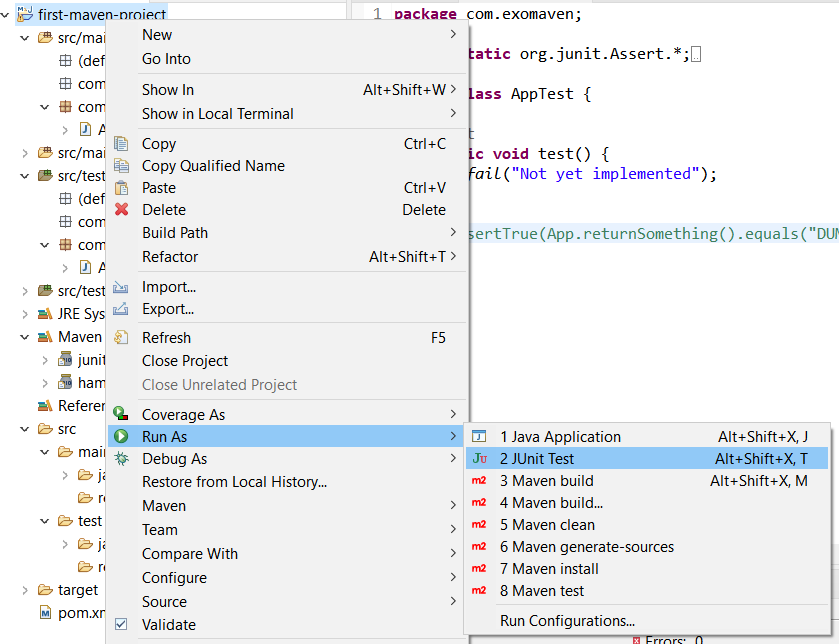 first-maven-project
src/mai
(def
com
com
A
src/mai
src/test
(def
com
com
A
src/test
JRE Sys
Maven
junit
ham
Referen
src
main
ja
re
test
ja
re
target
pom.xm
New
Go Into
Show In Alt+Shift+W
Show in Local Terminal
Copy Ctrl+C
Copy Qualified Name
Paste Ctrl+V
Delete Delete
Build Path
Refactor Alt+Shift+T
Import...
Export...
Refresh F5
Close Project
Close Unrelated Project
Coverage As
Run As
Debug As
Restore from Local History...
Maven
Team
Compare With
Configure
Source
Validate
1 package com.exomaven;
tatic org.junit.Assert.*;
lass AppTest {
t
ic void test() {
fail("Not yet implemented");
sertTrue(App.returnSomething().equals("DUM
1 Java Application Alt+Shift+X, J
2 JUnit Test Alt+Shift+X, T
3 Maven build Alt+Shift+X, M
4 Maven build...
5 Maven clean
6 Maven generate-sources
7 Maven install
8 Maven test
Run Configurations...
Errors: 0